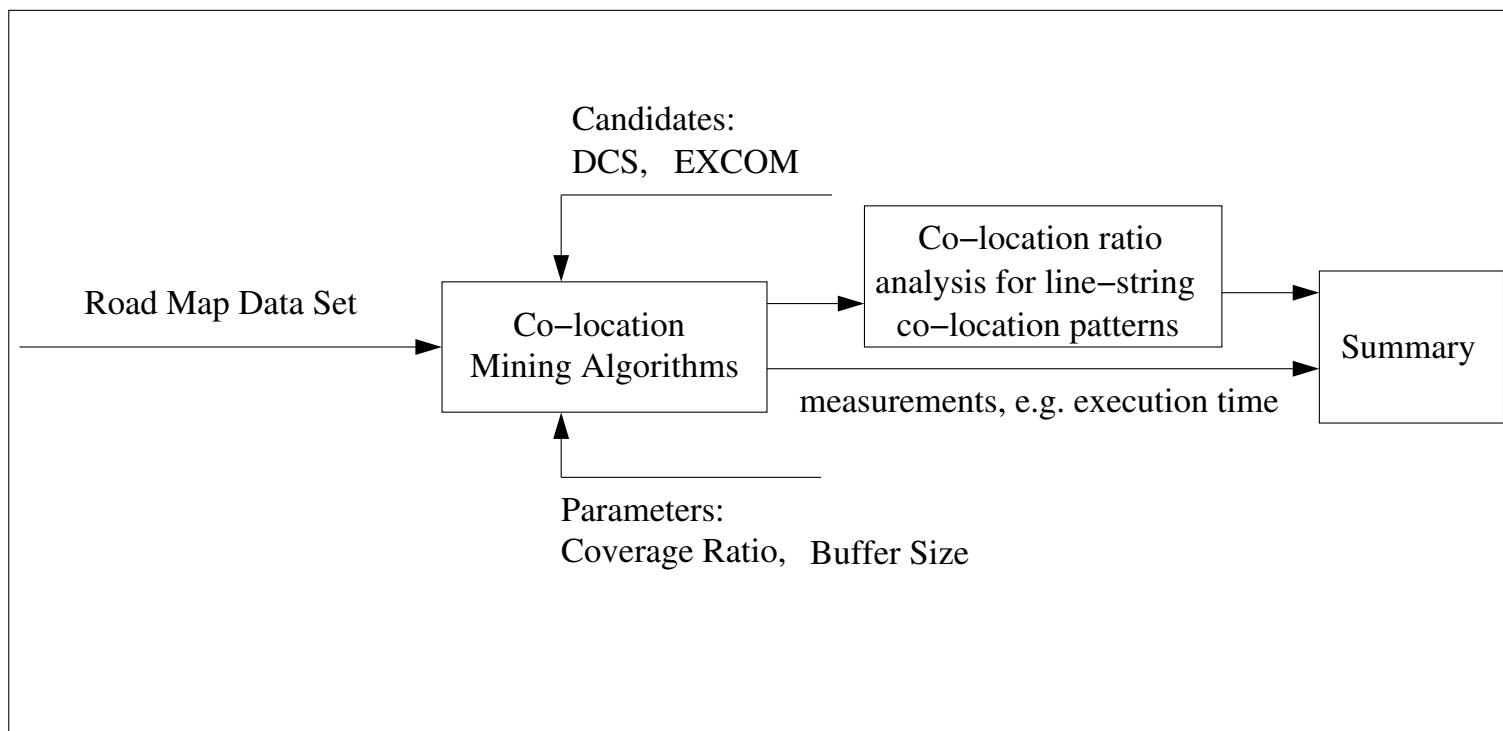 Candidates:
DCS, EXCOM
Road Map Data Set
Co−location
Mining Algorithms
Co−location ratio
analysis for line−string
co−location patterns
measurements, e.g. execution time
Summary
Parameters:
Coverage Ratio, Buffer Size